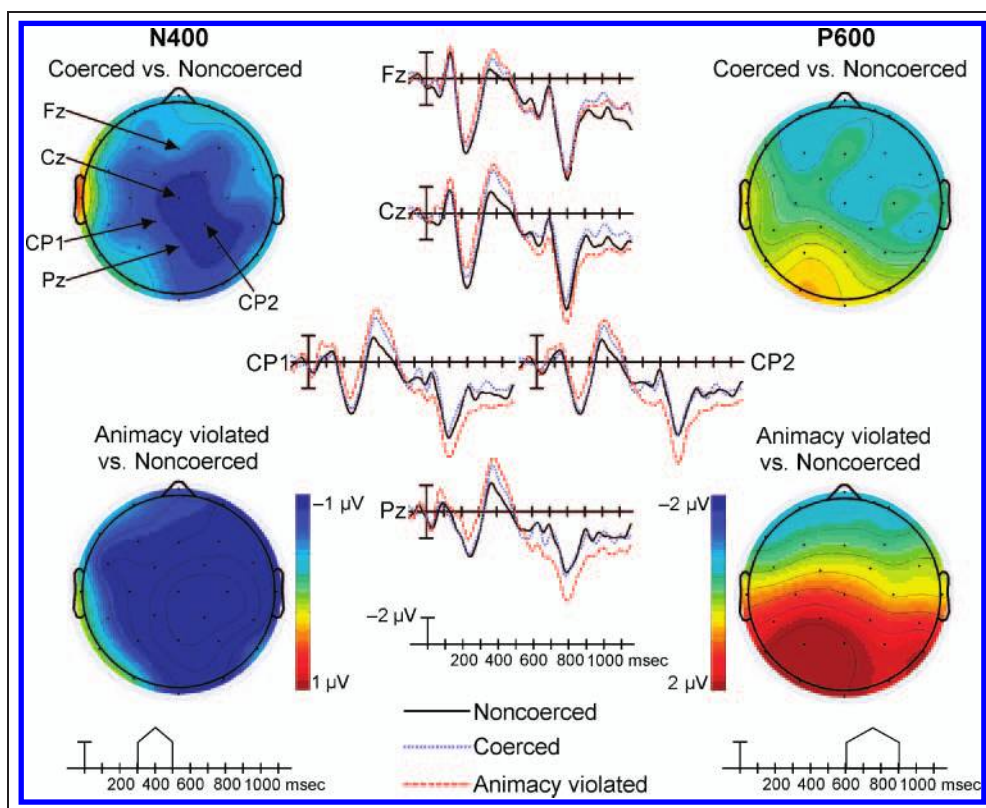 N400
Coerced vs. Noncoerced
Fz
Cz
CP1
Pz
CP2
Fz
Cz
CP1
CP2
Pz
P600
Coerced vs. Noncoerced
Animacy violated
vs. Noncoerced
–1 µV
1 µV
–2 µV
200 400 600 800 1000 msec
Animacy violated
vs. Noncoerced
–2 µV
2 µV
Noncoerced
Coerced
Animacy violated
200 400 600 800 1000 msec
200 400 600 800 1000 msec